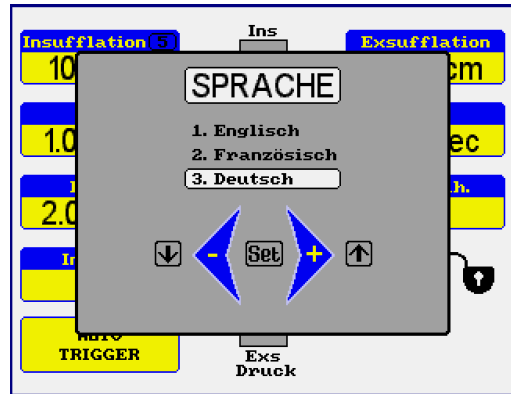 Ins
Insufflation 5
Exsufflation
10
cm
SPRACHE
1. Englisch
2. Französisch
3. Deutsch
1.0
ec
h.
2.0
- Set +
TRIGGER
Exs
Druck